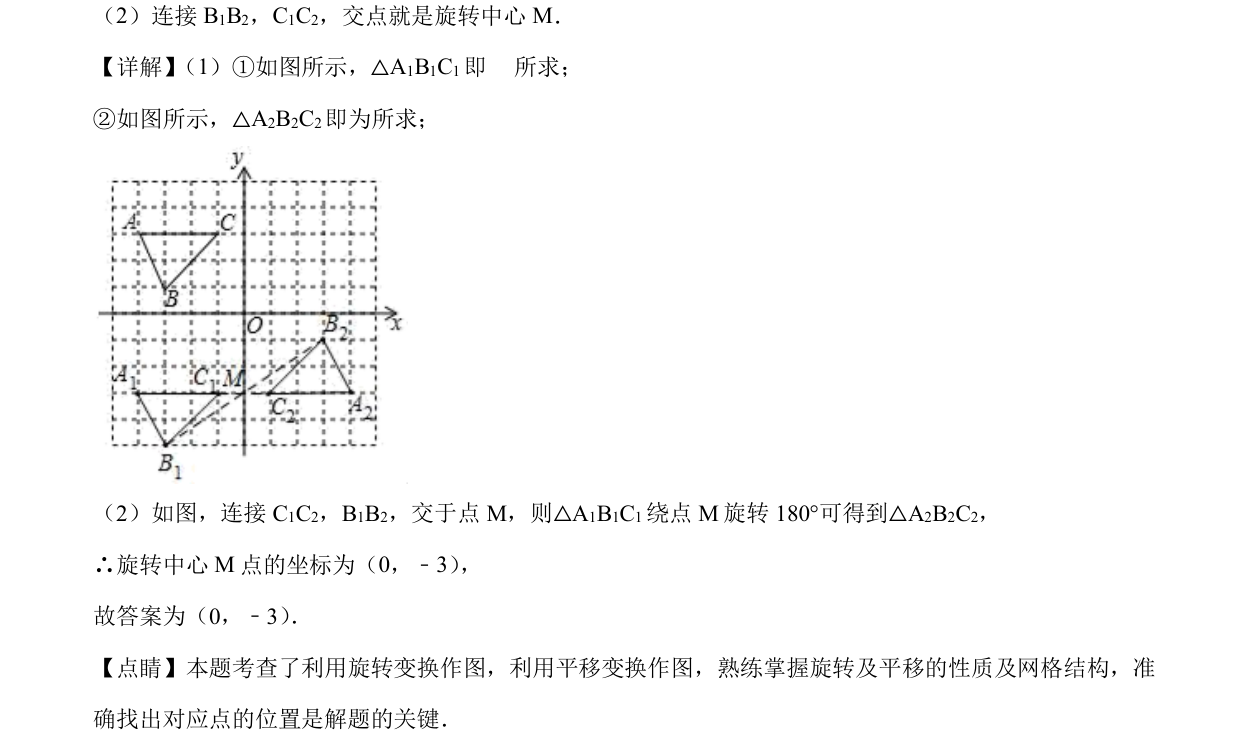 （2）连接 B₁B₂，C₁C₂，交点就是旋转中心 M．
【详解】（1）①如图所示，△A₁B₁C₁ 即 所求；
②如图所示，△A₂B₂C₂ 即为所求；
y
A C
B
O B₂ x
A₁ C₁ M
C₂ A₂
B₁
（2）如图，连接 C₁C₂，B₁B₂，交于点 M，则△A₁B₁C₁ 绕点 M 旋转 180°可得到△A₂B₂C₂，
∴旋转中心 M 点的坐标为（0，﹣3），
故答案为（0，﹣3）．
【点睛】本题考查了利用旋转变换作图，利用平移变换作图，熟练掌握旋转及平移的性质及网格结构，准
确找出对应点的位置是解题的关键．